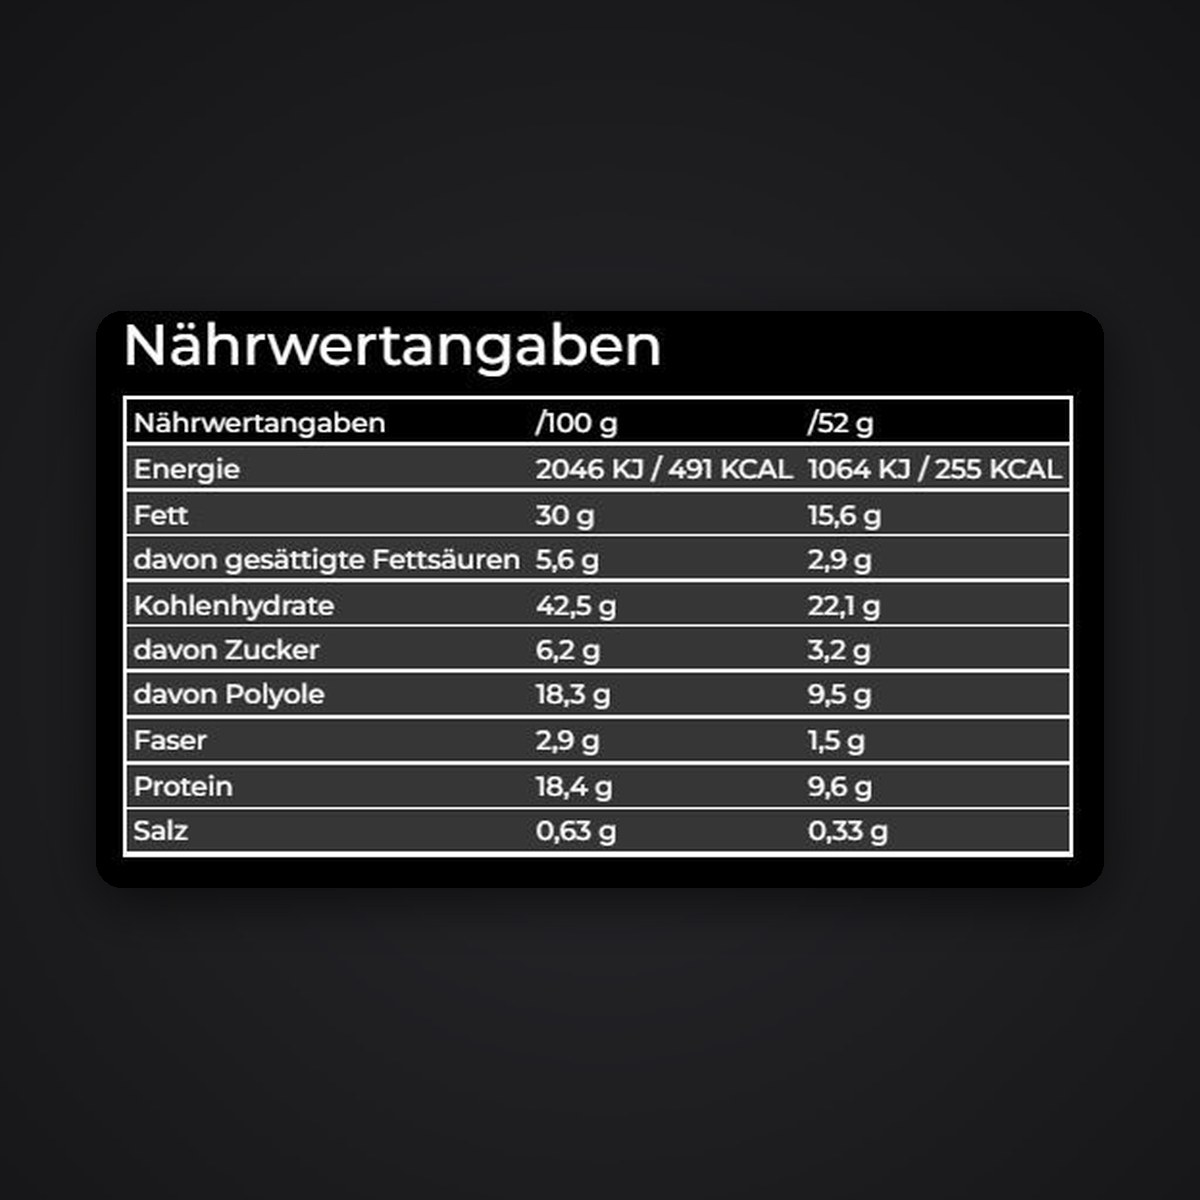 Nährwertangaben
Nährwertangaben /100 g /52 g
Energie 2046 KJ / 491 KCAL 1064 KJ / 255 KCAL
Fett 30 g 15,6 g
davon gesättigte Fettsäuren 5,6 g 2,9 g
Kohlenhydrate 42,5 g 22,1 g
davon Zucker 6,2 g 3,2 g
davon Polyole 18,3 g 9,5 g
Faser 2,9 g 1,5 g
Protein 18,4 g 9,6 g
Salz 0,63 g 0,33 g